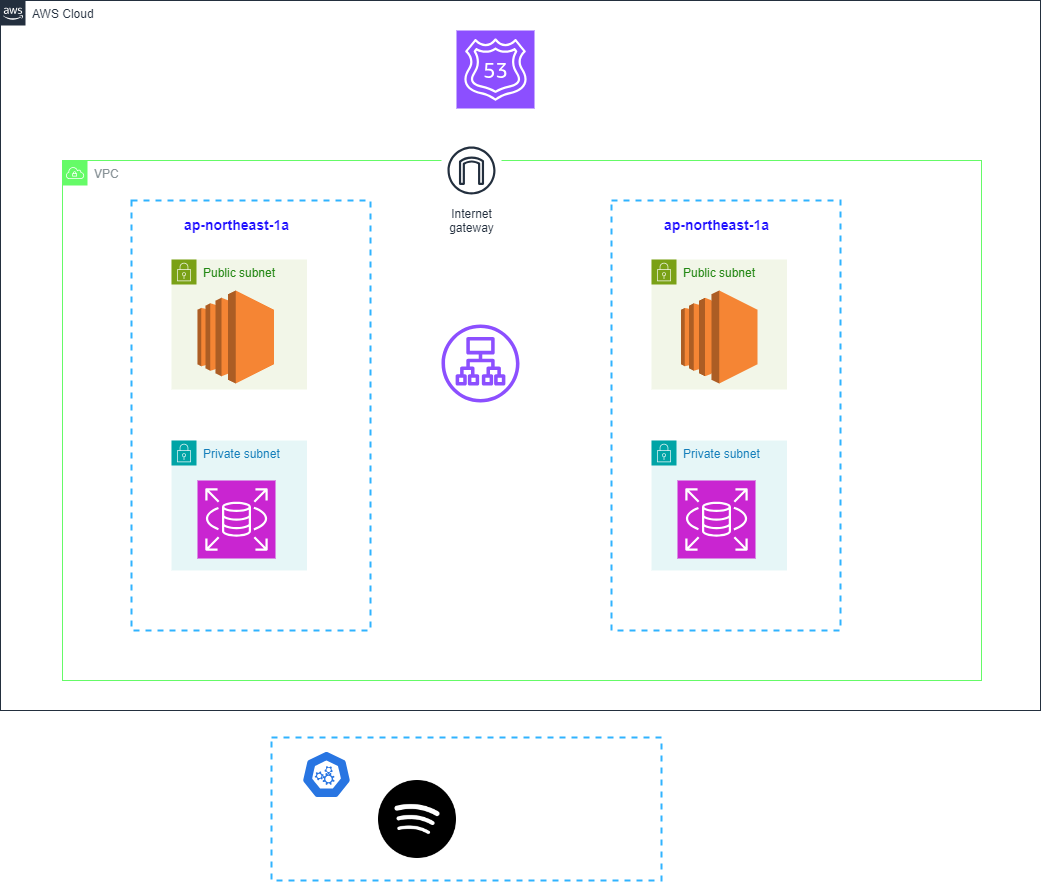 aws
AWS Cloud
53
VPC
Internet
gateway
ap-northeast-1a
ap-northeast-1a
Public subnet
Public subnet
Private subnet
Private subnet